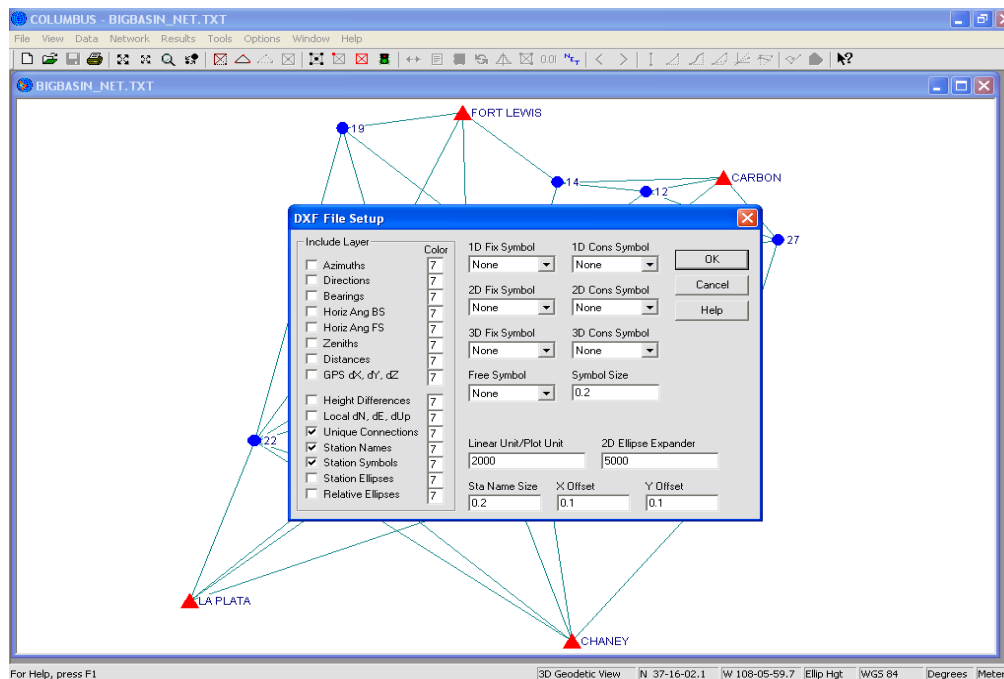 COLUMBUS - BIGBASIN_NET.TXT
File View Data Network Results Tools Options Window Help
0.01 N E T
BIGBASIN_NET.TXT
FORT LEWIS
19
14
CARBON
12
27
22
LA PLATA
CHANEY
DXF File Setup
Include Layer
Color
Azimuths 7
Directions 7
Bearings 7
Horiz Ang BS 7
Horiz Ang FS 7
Zeniths 7
Distances 7
GPS dX, dY, dZ 7
Height Differences 7
Local dN, dE, dUp 7
Unique Connections 7
Station Names 7
Station Symbols 7
Station Ellipses 7
Relative Ellipses 7
1D Fix Symbol 1D Cons Symbol
None None
2D Fix Symbol 2D Cons Symbol
None None
3D Fix Symbol 3D Cons Symbol
None None
Free Symbol Symbol Size
None 0.2
Linear Unit/Plot Unit 2D Ellipse Expander
2000 5000
Sta Name Size X Offset Y Offset
0.2 0.1 0.1
OK
Cancel
Help
For Help, press F1 3D Geodetic View N 37-16-02.1 W 108-05-59.7 Ellip Hgt WGS 84 Degrees Meter